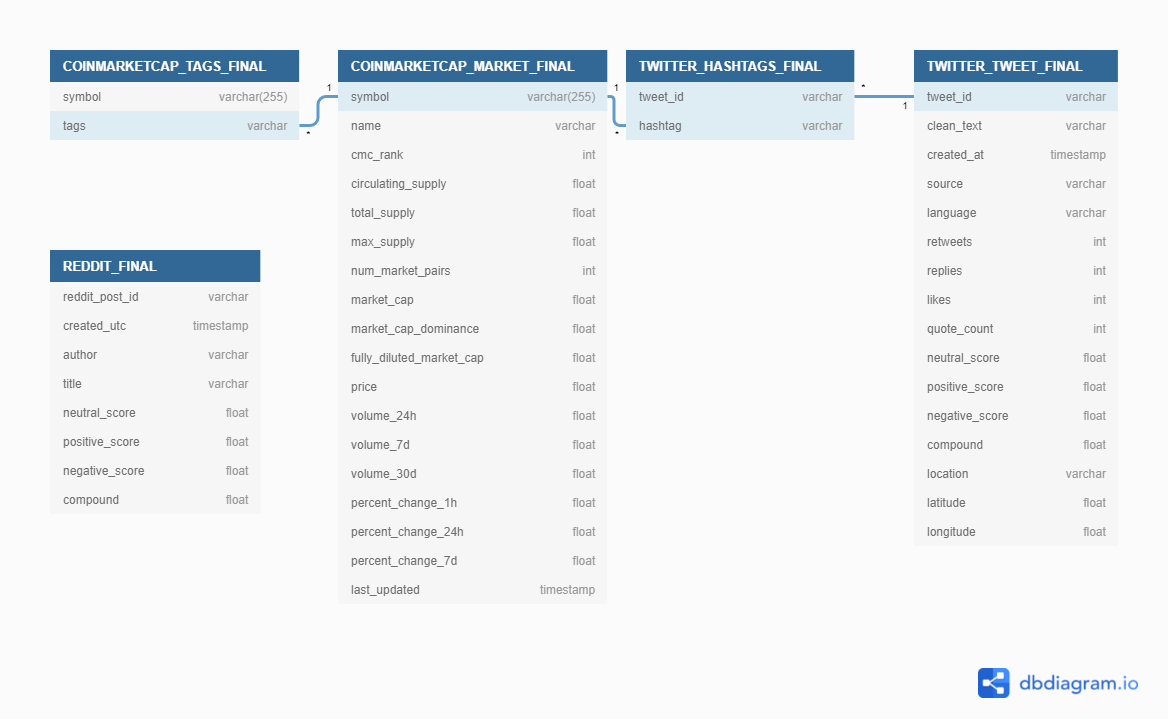 COINMARKETCAP_TAGS_FINAL
symbol varchar(255)
tags varchar
1
*
COINMARKETCAP_MARKET_FINAL
symbol varchar(255)
name varchar
cmc_rank int
circulating_supply float
total_supply float
max_supply float
num_market_pairs int
market_cap float
market_cap_dominance float
fully_diluted_market_cap float
price float
volume_24h float
volume_7d float
volume_30d float
percent_change_1h float
percent_change_24h float
percent_change_7d float
last_updated timestamp
1
*
TWITTER_HASHTAGS_FINAL
tweet_id varchar
hashtag varchar
*
1
TWITTER_TWEET_FINAL
tweet_id varchar
clean_text varchar
created_at timestamp
source varchar
language varchar
retweets int
replies int
likes int
quote_count int
neutral_score float
positive_score float
negative_score float
compound float
location varchar
latitude float
longitude float
REDDIT_FINAL
reddit_post_id varchar
created_utc timestamp
author varchar
title varchar
neutral_score float
positive_score float
negative_score float
compound float
dbdiagram.io